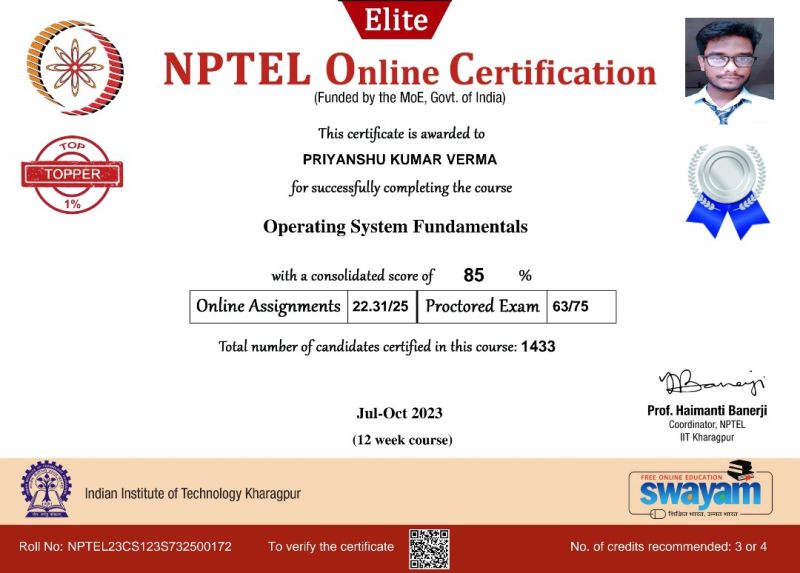 Elite
NPTEL Online Certification
(Funded by the MoE, Govt. of India)
This certificate is awarded to
PRIYANSHU KUMAR VERMA
for successfully completing the course
TOP
TOPPER
1%
Operating System Fundamentals
with a consolidated score of 85 %
Online Assignments 22.31/25 Proctored Exam 63/75
Total number of candidates certified in this course: 1433
Jul-Oct 2023
(12 week course)
Prof. Haimanti Banerji
Coordinator, NPTEL
IIT Kharagpur
Indian Institute of Technology Kharagpur
FREE ONLINE EDUCATION
swayam
शिक्षित भारत, उन्नत भारत
Roll No: NPTEL23CS123S732500172 To verify the certificate No. of credits recommended: 3 or 4